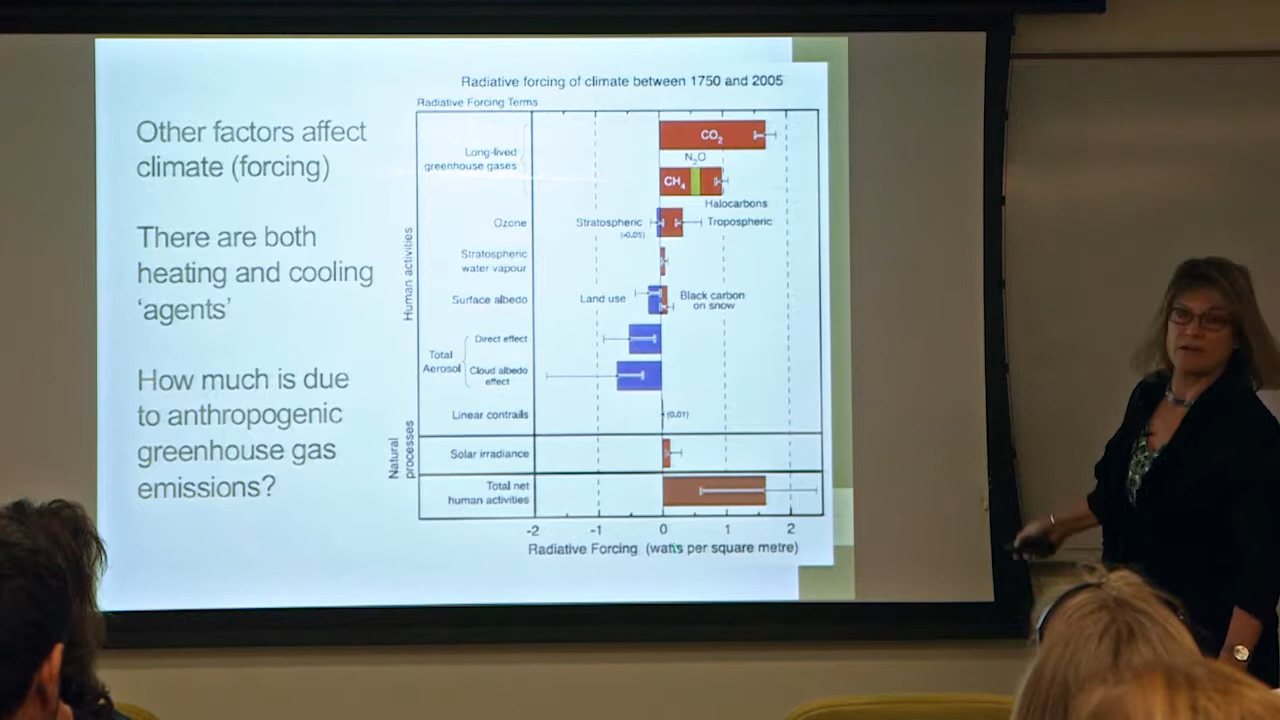 Other factors affect
climate (forcing)
There are both
heating and cooling
‘agents’
How much is due
to anthropogenic
greenhouse gas
emissions?
Radiative forcing of climate between 1750 and 2005
Radiative Forcing Terms
Human activities
Natural
processes
Long-lived
greenhouse gases
CO₂
N₂O
CH₄
Halocarbons
Ozone
Stratospheric
(-0.05)
Tropospheric
Stratospheric
water vapour
Surface albedo
Land use
Black carbon
on snow
Total
Aerosol
Direct effect
Cloud albedo
effect
Linear contrails
(0.01)
Solar irradiance
Total net
human activities
-2 -1 0 1 2
Radiative Forcing (watts per square metre)